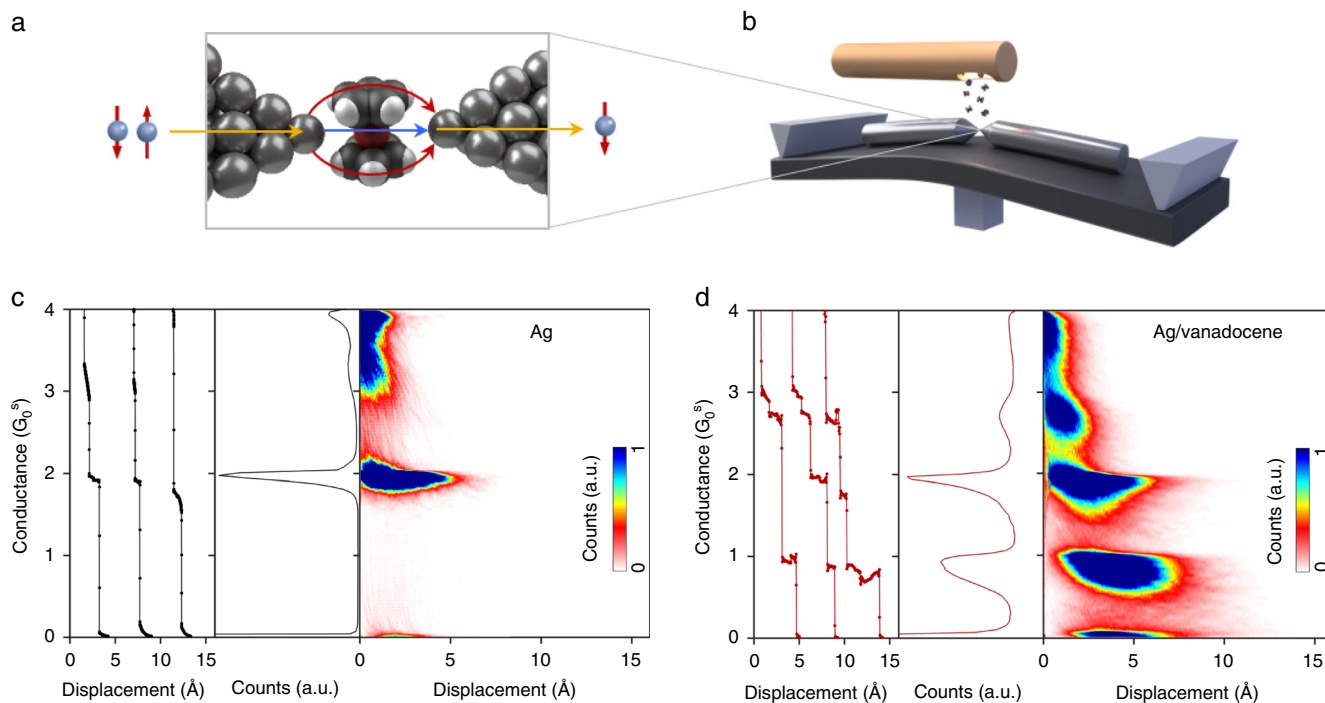 a
b
c
Conductance (G₀ˢ)
4
3
2
1
0
Ag
Counts (a.u.)
1
0
0 5 10 15
0 5 10 15
Displacement (Å)
Counts (a.u.)
Displacement (Å)
d
Conductance (G₀ˢ)
4
3
2
1
0
Ag/vanadocene
Counts (a.u.)
1
0
0 5 10 15
0 5 10 15
Displacement (Å)
Counts (a.u.)
Displacement (Å)